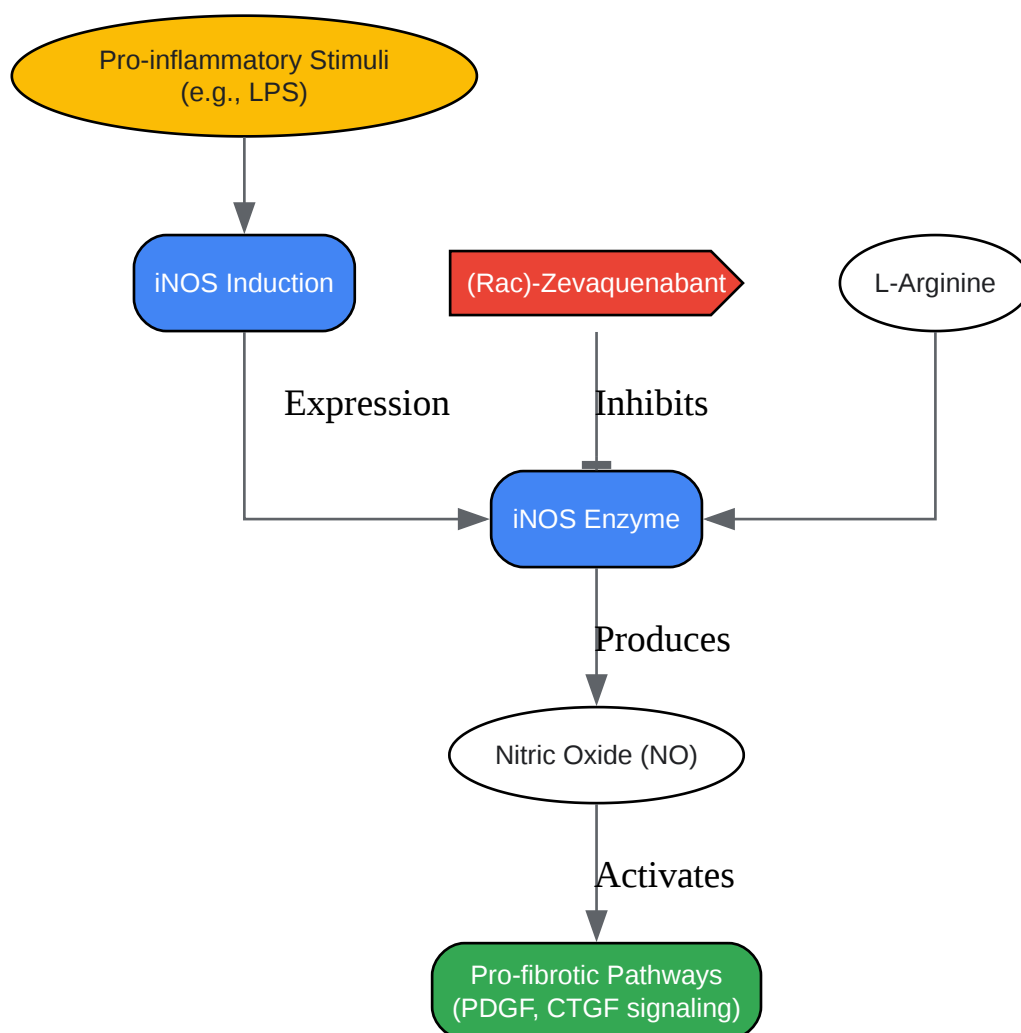 Pro-inflammatory Stimuli
(e.g., LPS)
iNOS Induction
(Rac)-Zevaquenabant
L-Arginine
Expression
Inhibits
iNOS Enzyme
Produces
Nitric Oxide (NO)
Activates
Pro-fibrotic Pathways
(PDGF, CTGF signaling)